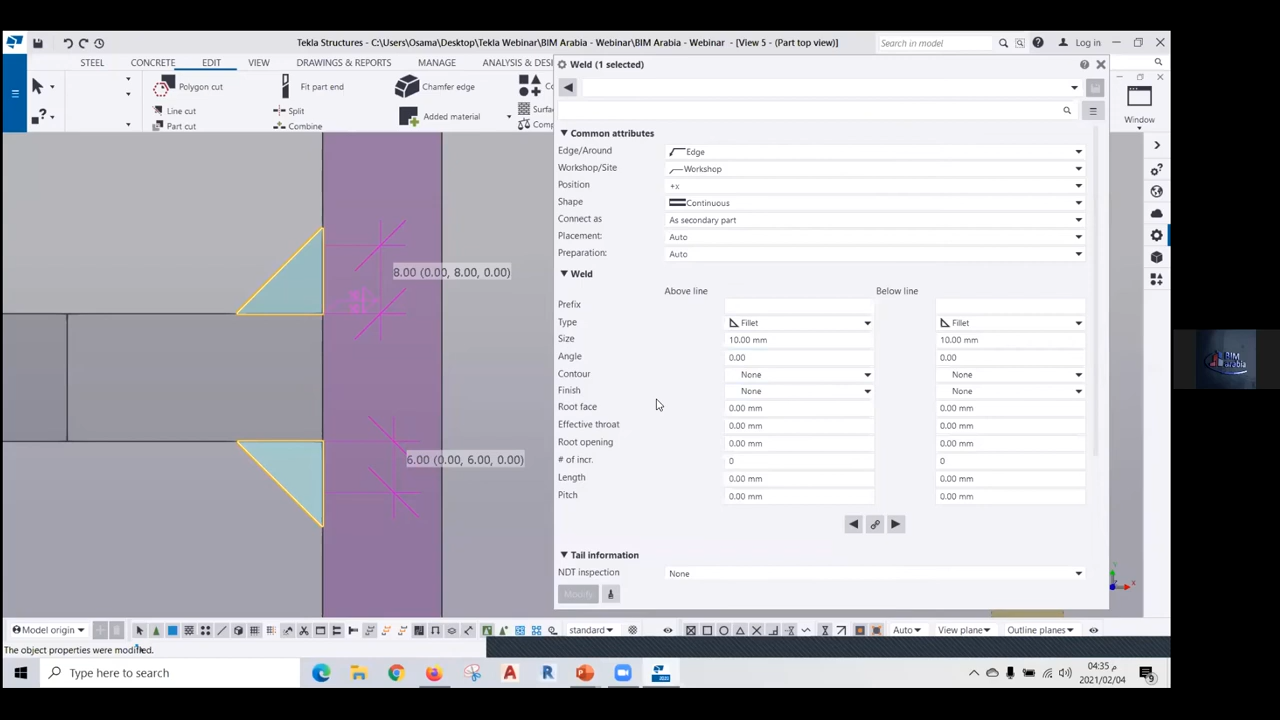 Tekla Structures - C:\Users\Osama\Desktop\Tekla Webinar\BIM Arabia - Webinar\BIM Arabia - Webinar - [View 5 - (Part top view)]
Search in model
Log in
STEEL CONCRETE EDIT VIEW DRAWINGS & REPORTS MANAGE ANALYSIS & DESI
Polygon cut
Fit part end
Chamfer edge
Line cut
Split
Part cut
Combine
Added material
Surfa
Comp
Window
Weld (1 selected)
Common attributes
Edge/Around Edge
Workshop/Site Workshop
Position +x
Shape Continuous
Connect as As secondary part
Placement: Auto
Preparation: Auto
Weld
Above line Below line
Prefix
Type Fillet Fillet
Size 10.00 mm 10.00 mm
Angle 0.00 0.00
Contour None None
Finish None None
Root face 0.00 mm 0.00 mm
Effective throat 0.00 mm 0.00 mm
Root opening 0.00 mm 0.00 mm
# of incr. 0 0
Length 0.00 mm 0.00 mm
Pitch 0.00 mm 0.00 mm
Tail information
NDT inspection None
Modify
8.00 (0.00, 8.00, 0.00)
6.00 (0.00, 6.00, 0.00)
BIM
arabia
Model origin
standard
Auto
View plane
Outline planes
The object properties were modified.
Type here to search
04:35 م
2021/02/04
9